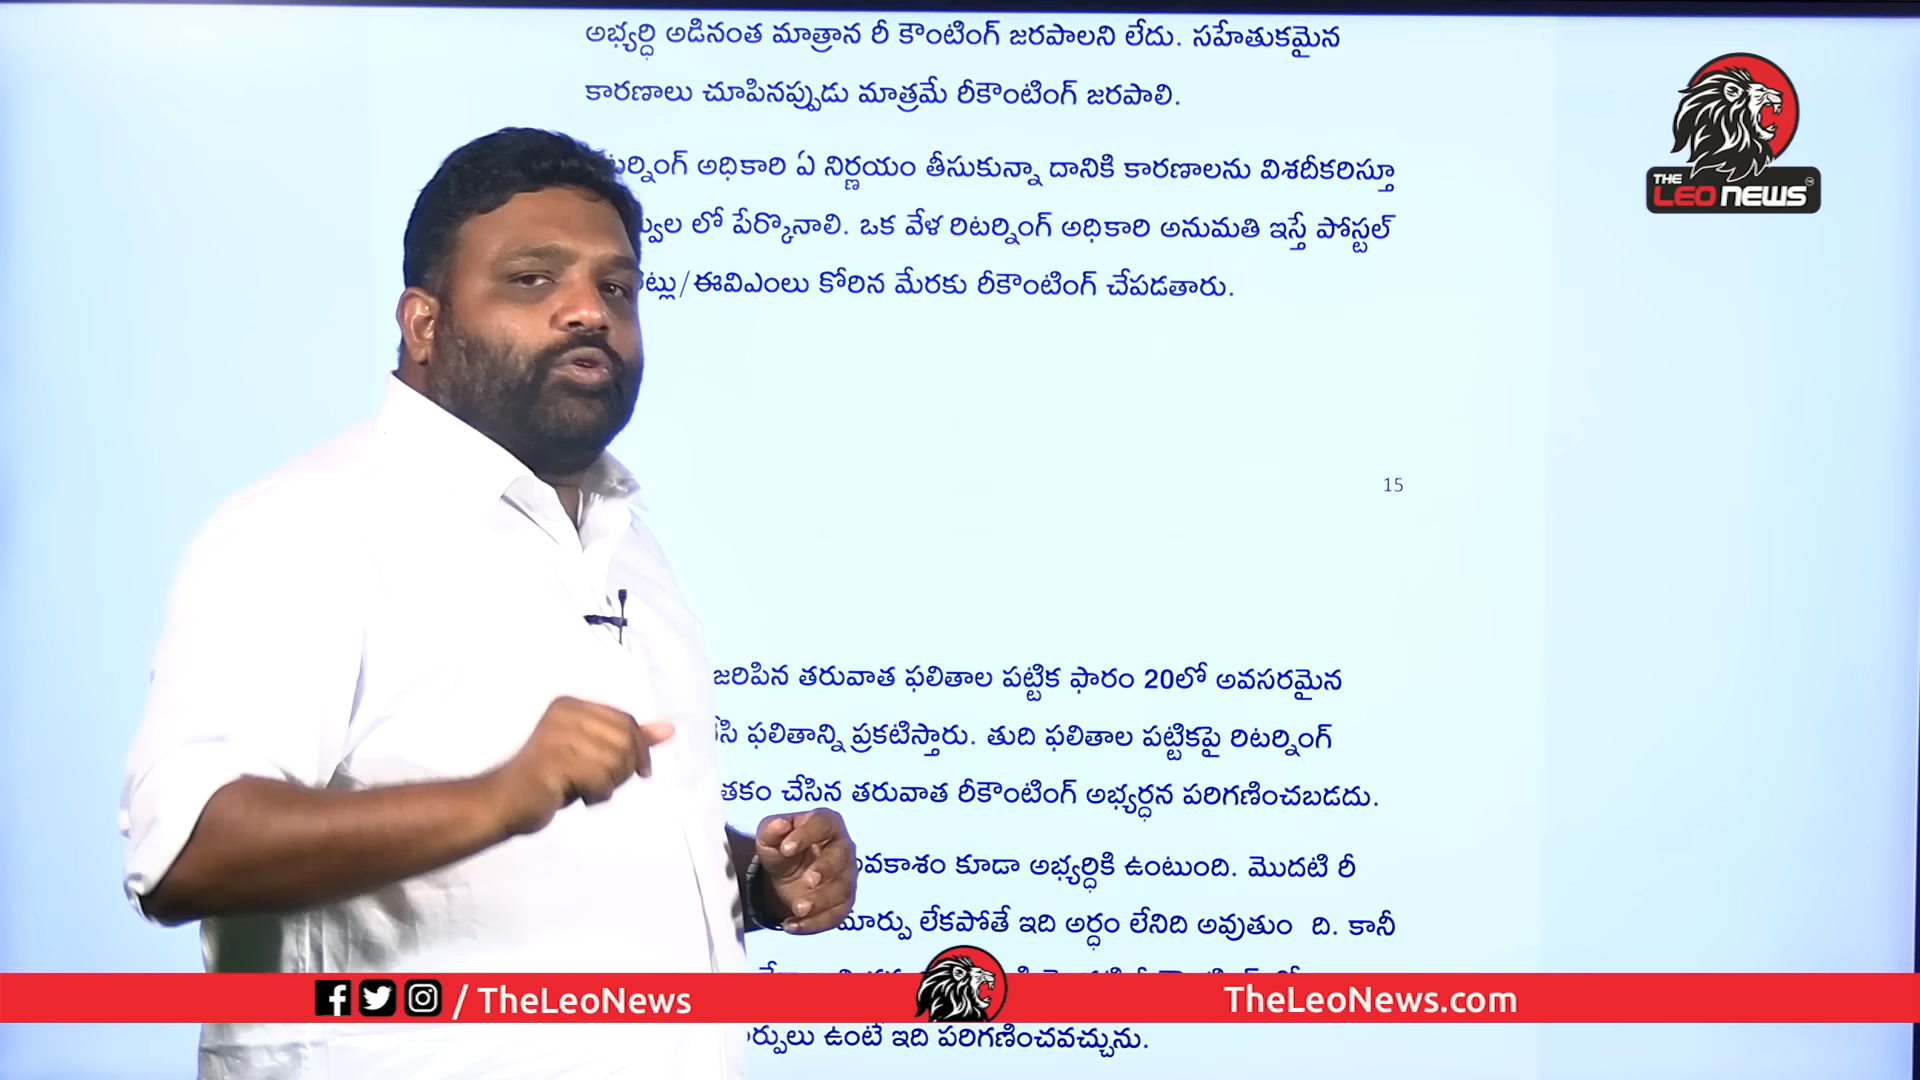 అభ్యర్ధి అడినంత మాత్రాన రీ కౌంటింగ్ జరపాలని లేదు. సహేతుకమైన
కారణాలు చూపినప్పుడు మాత్రమే రీకౌంటింగ్ జరపాలి.
THE
LEO NEWS
అధికారి ఏ నిర్ణయం తీసుకున్నా దానికి కారణాలను విశదీకరిస్తూ
లో పేర్కొనాలి. ఒక వేళ రిటర్నింగ్ అధికారి అనుమతి ఇస్తే పోస్టల్
/ఈవిఎంలు కోరిన మేరకు రీకౌంటింగ్ చేపడతారు.
15
జరిపిన తరువాత ఫలితాల పట్టిక ఫారం 20లో అవసరమైన
ఫలితాన్ని ప్రకటిస్తారు. తుది ఫలితాల పట్టికపై రిటర్నింగ్
చేసిన తరువాత రీకౌంటింగ్ అభ్యర్ధన పరిగణించబడదు.
కూడా అభ్యర్ధికి ఉంటుంది. మొదటి రీ
మార్పు లేకపోతే ఇది అర్ధం లేనిది అవుతుం ది. కానీ
/ TheLeoNews
TheLeoNews.com
ఉంటే ఇది పరిగణించవచ్చును.